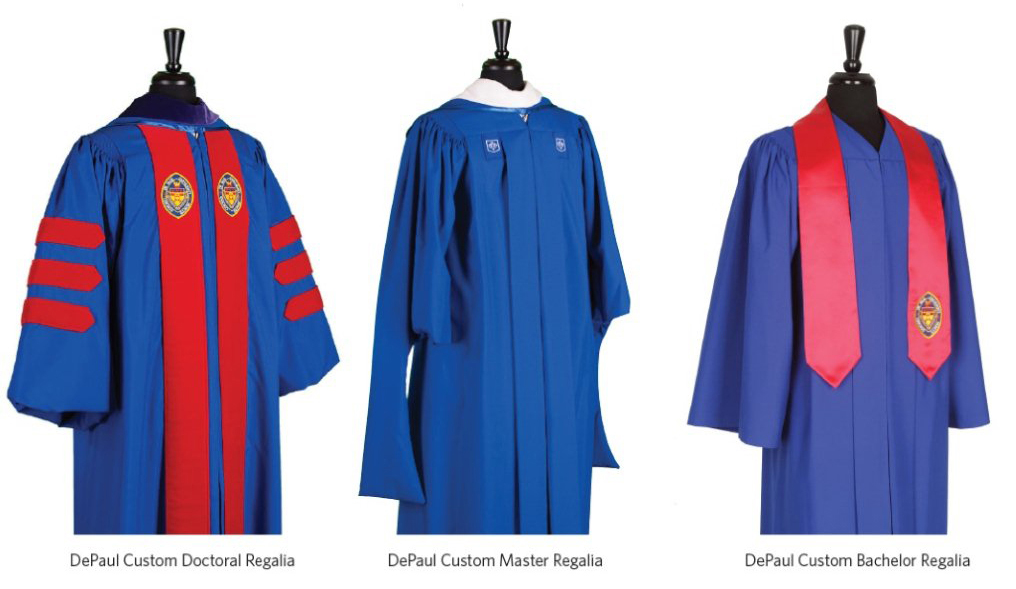 DePaul Custom Doctoral Regalia
DePaul Custom Master Regalia
DePaul Custom Bachelor Regalia